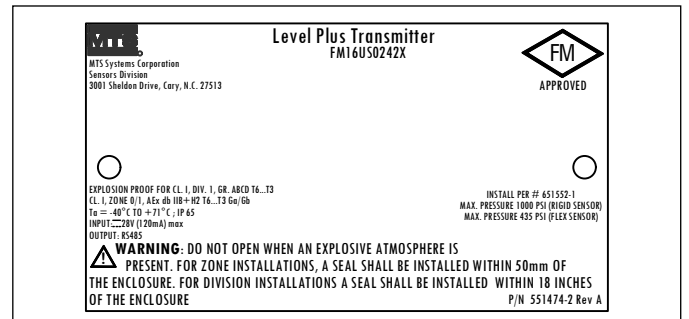 MTS
Level Plus Transmitter
FM16US0242X
MTS Systems Corporation
Sensors Division
3001 Sheldon Drive, Cary, N.C. 27513
FM
APPROVED
EXPLOSION PROOF FOR CL. I, DIV. 1, GR. ABCD T6...T3
CL. I, ZONE 0/1, AEx db IIB+H2 T6...T3 Ga/Gb
Ta = -40°C TO +71°C ; IP 65
INPUT:⎓28V (120mA) max
OUTPUT: RS485
INSTALL PER # 651552-1
MAX. PRESSURE 1000 PSI (RIGID SENSOR)
MAX. PRESSURE 435 PSI (FLEX SENSOR)
WARNING: DO NOT OPEN WHEN AN EXPLOSIVE ATMOSPHERE IS
PRESENT. FOR ZONE INSTALLATIONS, A SEAL SHALL BE INSTALLED WITHIN 50mm OF
THE ENCLOSURE. FOR DIVISION INSTALLATIONS A SEAL SHALL BE INSTALLED WITHIN 18 INCHES
OF THE ENCLOSURE
P/N 551474-2 Rev A